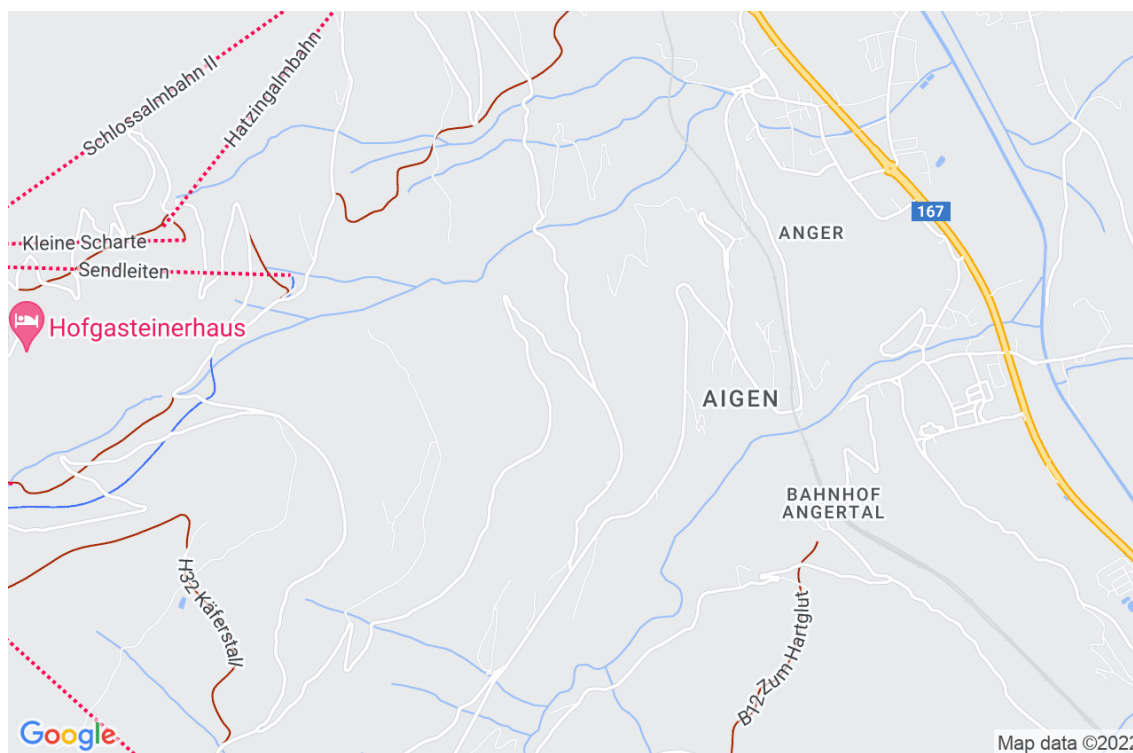 Schlossalmbahn II
Hatzingalmbahn
167
ANGER
Kleine Scharte
Sendleiten
Hofgasteinerhaus
AIGEN
BAHNHOF
ANGERTAL
H32 Käferstal/
B12 Zum Hartglut
Google
Map data ©2022